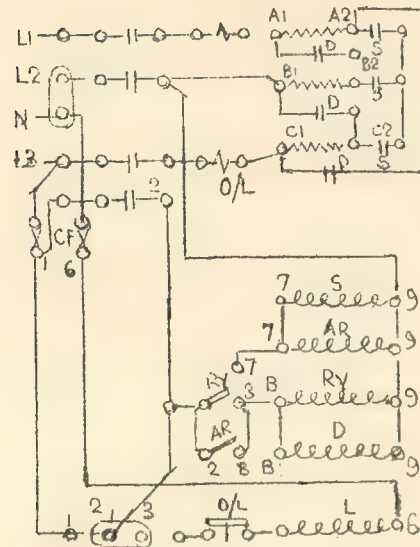 L1 A1 A2 S
D B2
L2 B1 S
N D
L3 C1 C2
O/L D S
2
CF
1 6
7 S 9
7 AR 9
7
Ry 3 B Ry 9
AR
2 8 B D 9
1 2 1 3 O/L L 6